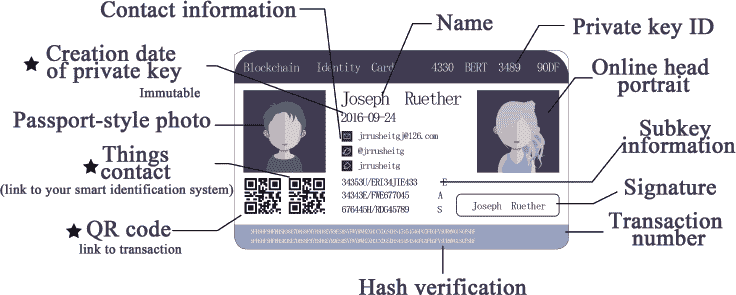 Contact information
Name
Private key ID
Creation date
of private key
Immutable
Blockchain Identity Card 4330 BERT 3489 90DF
Online head
portrait
Joseph Ruether
2016-09-24
Passport-style photo
jrrusheitgj@126.com
@jrrusheitg
jrrusheitg
Subkey
information
Things
contact
(link to your smart identification system)
34353U/ERI34JIE433 E
34343E/FWE677045 A
676445H/RDG45789 S
Signature
Joseph Ruether
QR code
link to transaction
Transaction
number
Hash verification